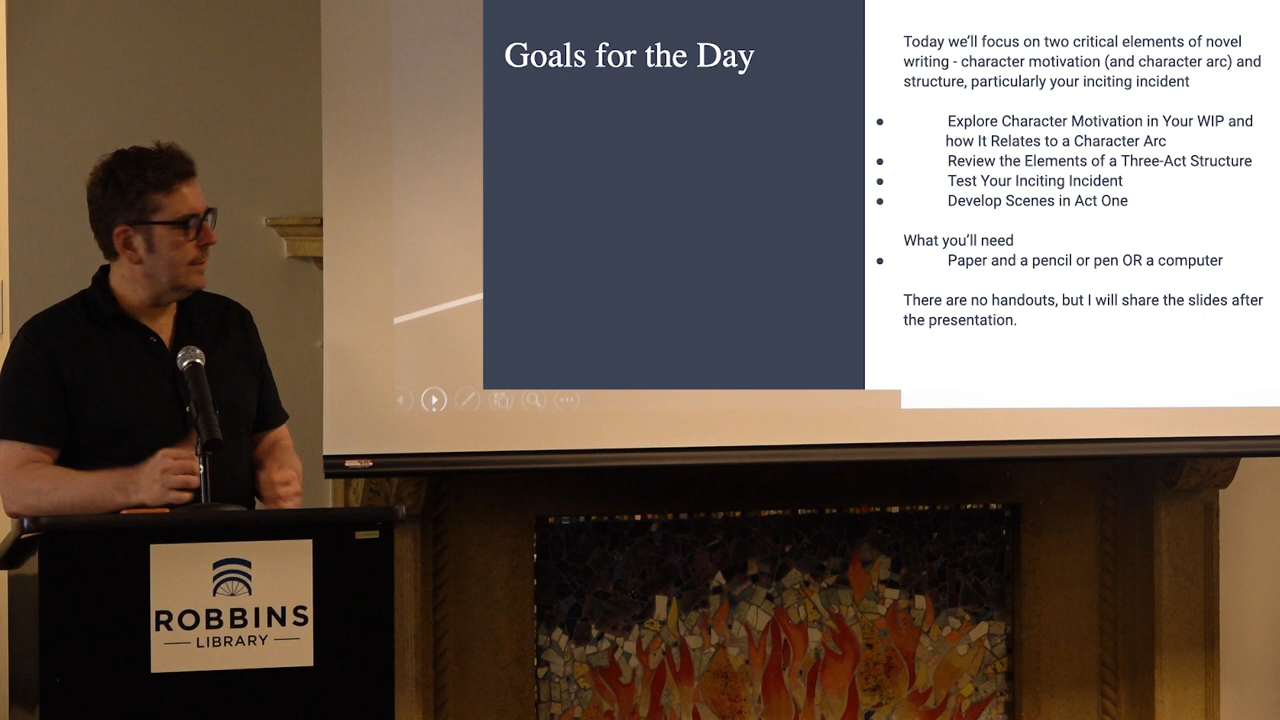 Goals for the Day
Today we’ll focus on two critical elements of novel
writing - character motivation (and character arc) and
structure, particularly your inciting incident
● Explore Character Motivation in Your WIP and
how It Relates to a Character Arc
● Review the Elements of a Three-Act Structure
● Test Your Inciting Incident
● Develop Scenes in Act One
What you’ll need
● Paper and a pencil or pen OR a computer
There are no handouts, but I will share the slides after
the presentation.
ROBBINS
LIBRARY